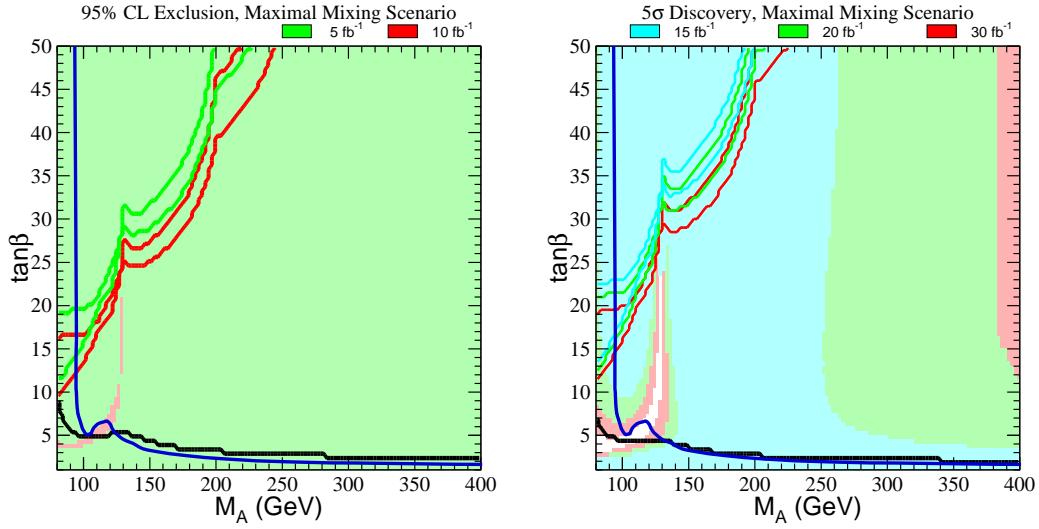 95% CL Exclusion, Maximal Mixing Scenario
5 fb⁻¹ 10 fb⁻¹
50
45
40
35
30
25
20
15
10
5
tanβ
100 150 200 250 300 350 400
M_A (GeV)
5σ Discovery, Maximal Mixing Scenario
15 fb⁻¹ 20 fb⁻¹ 30 fb⁻¹
50
45
40
35
30
25
20
15
10
5
tanβ
100 150 200 250 300 350 400
M_A (GeV)